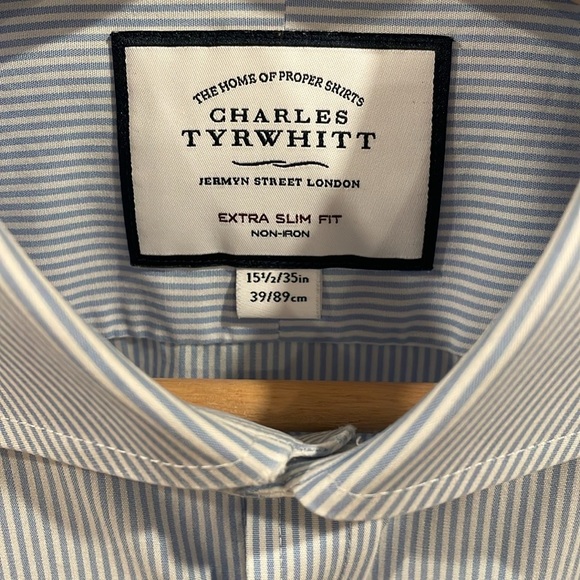 THE HOME OF PROPER SHIRTS
CHARLES
TYRWHITT
JERMYN STREET LONDON
EXTRA SLIM FIT
NON-IRON
15½/35in
39/89cm